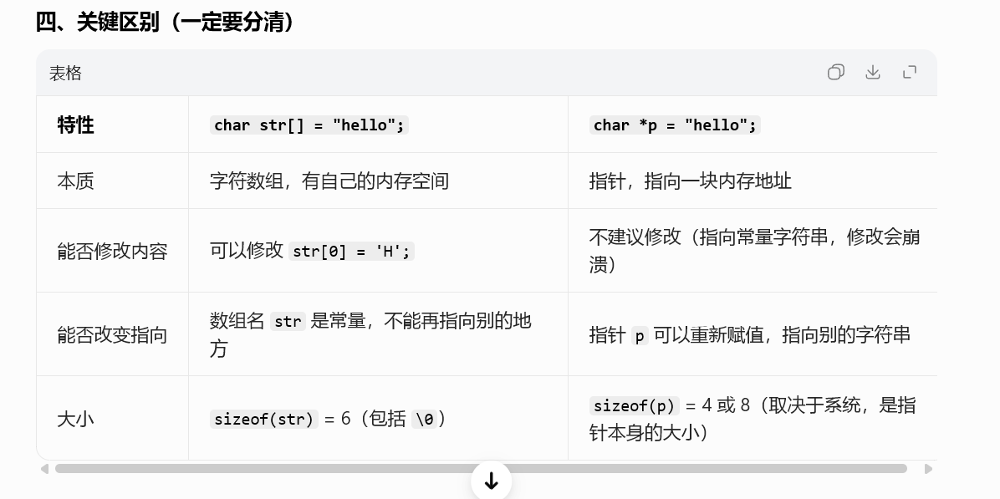 四、关键区别（一定要分清）
表格
特性
char str[] = "hello";
char *p = "hello";
本质
字符数组，有自己的内存空间
指针，指向一块内存地址
能否修改内容
可以修改 str[0] = 'H';
不建议修改（指向常量字符串，修改会崩
溃）
能否改变指向
数组名 str 是常量，不能再指向别的地
方
指针 p 可以重新赋值，指向别的字符串
大小
sizeof(str) = 6（包括 \0）
sizeof(p) = 4 或 8（取决于系统，是指
针本身的大小）